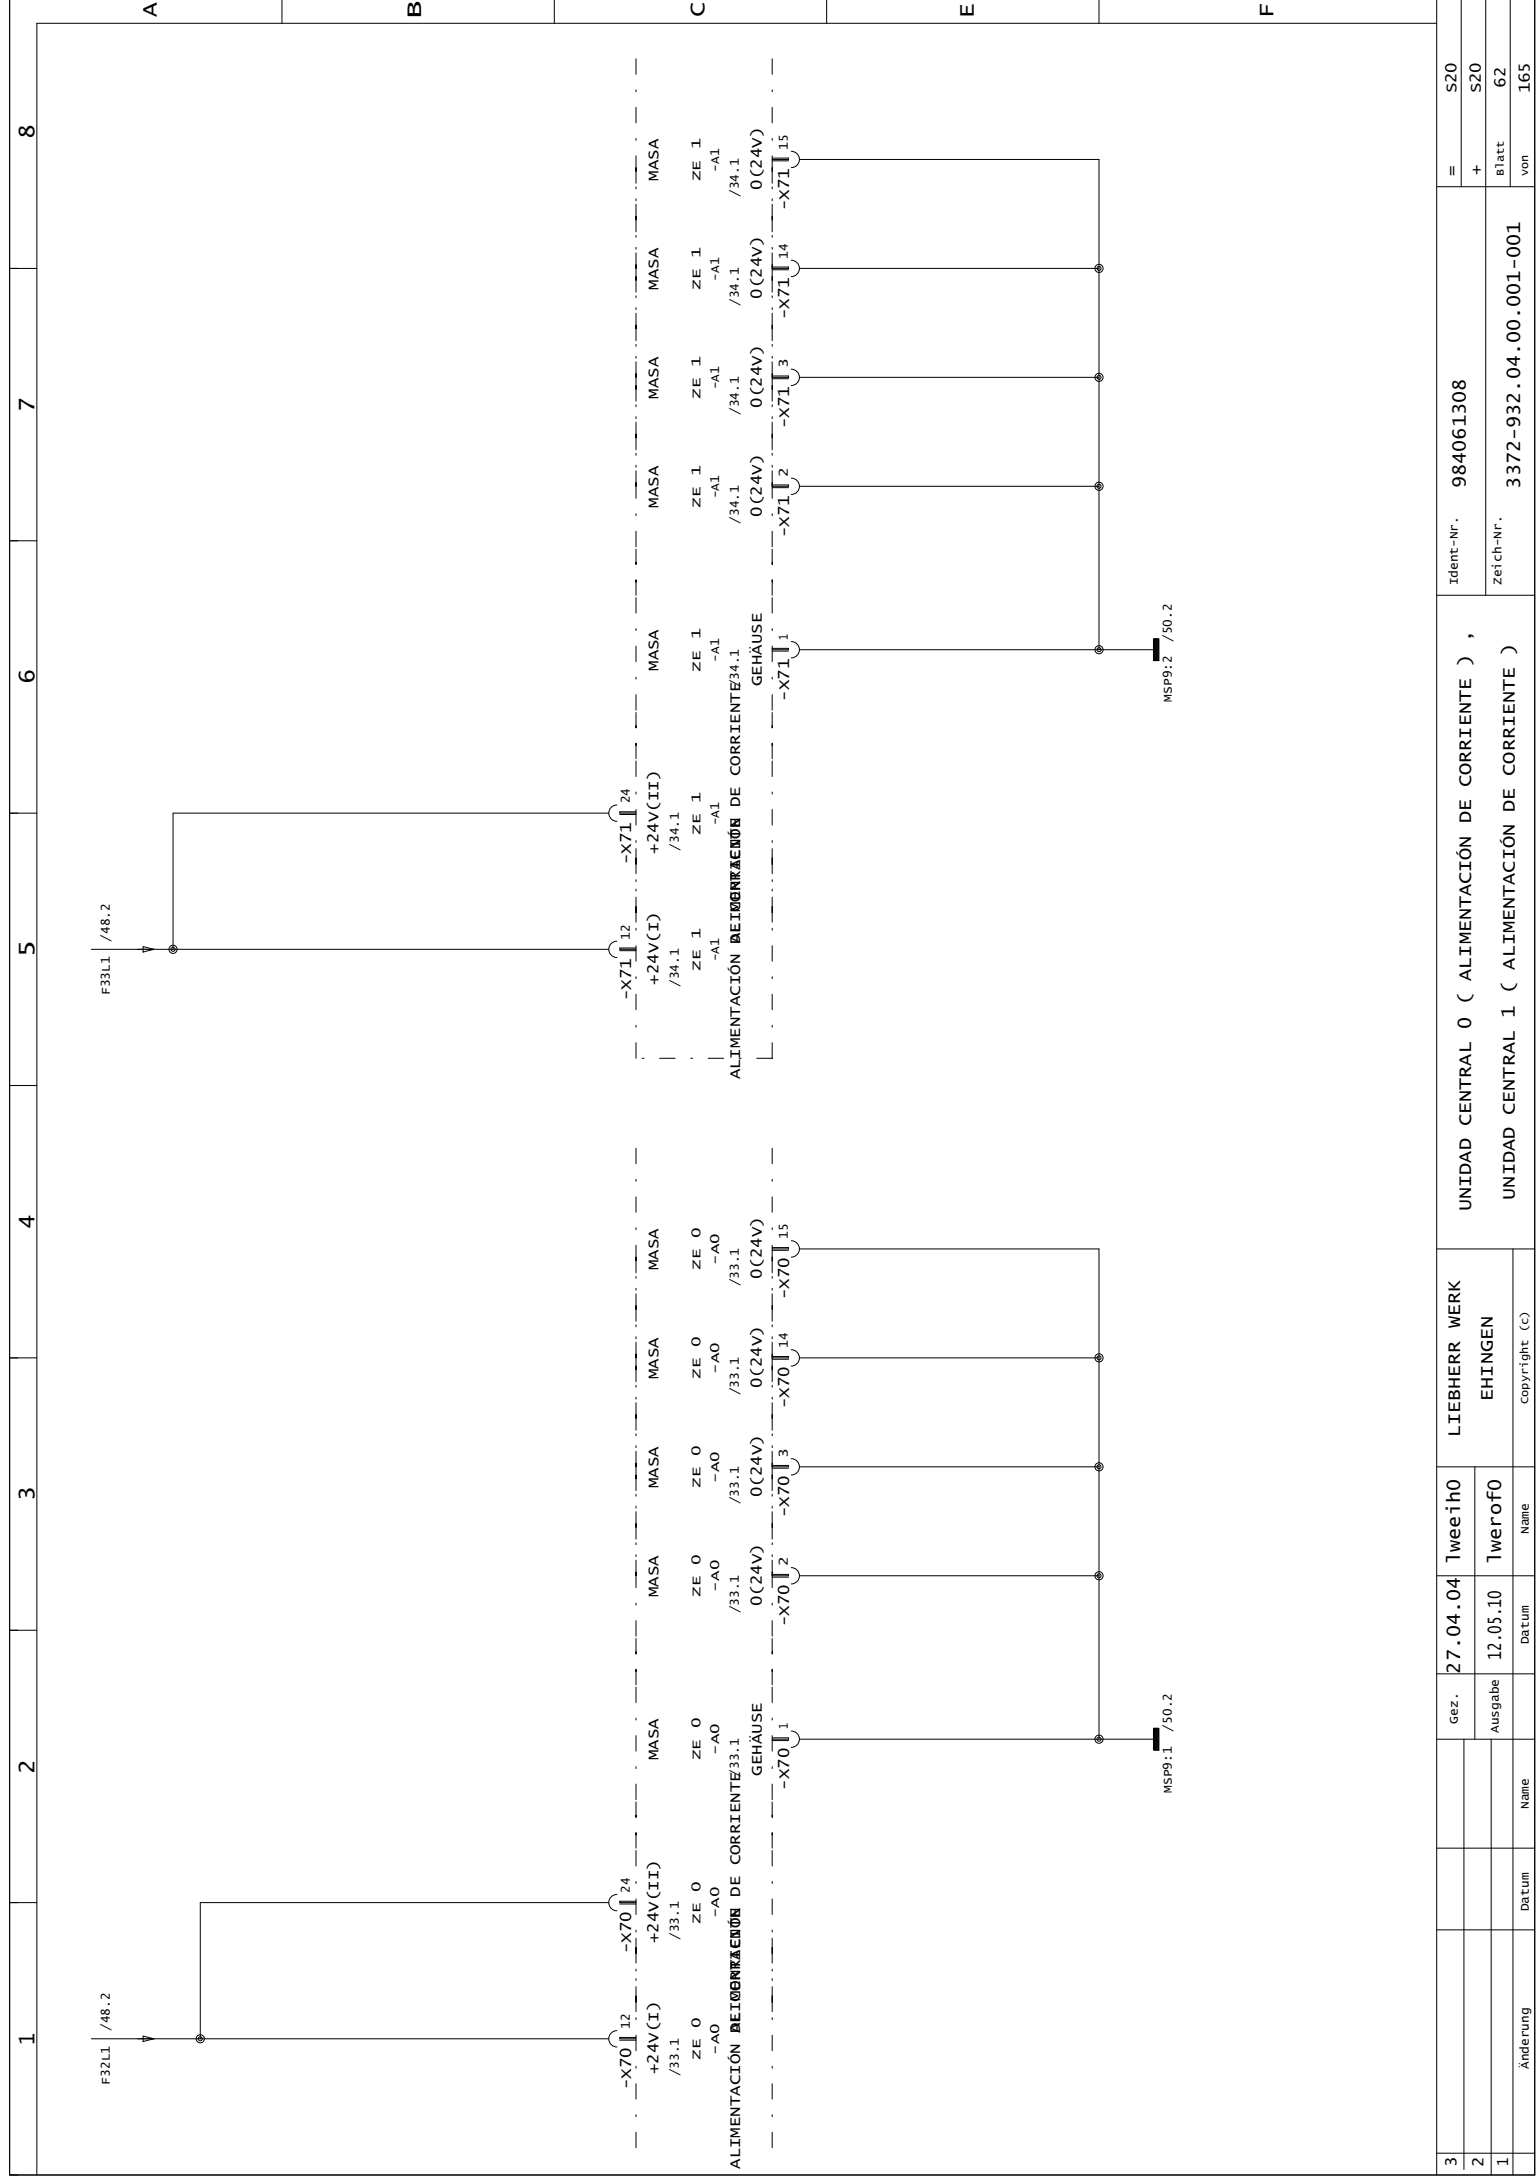 1 2 3 4 5 6 7 8
A
B
C
E
F
F32L1 /48.2
F33L1 /48.2
-X70 12
-X70 24
-X71 12
-X71 24
+24V(I)
/33.1
ZE 0
-A0
ALIMENTACIÓN DE CORRIENTE
+24V(II)
/33.1
ZE 0
-A0
ALIMENTACIÓN DE CORRIENTE
MASA
ZE 0
-A0
/33.1
GEHÄUSE
-X70 1
MASA
ZE 0
-A0
/33.1
0(24V)
-X70 2
MASA
ZE 0
-A0
/33.1
0(24V)
-X70 3
MASA
ZE 0
-A0
/33.1
0(24V)
-X70 14
MASA
ZE 0
-A0
/33.1
0(24V)
-X70 15
+24V(I)
/34.1
ZE 1
-A1
ALIMENTACIÓN DE CORRIENTE
+24V(II)
/34.1
ZE 1
-A1
ALIMENTACIÓN DE CORRIENTE
MASA
ZE 1
-A1
/34.1
GEHÄUSE
-X71 1
MASA
ZE 1
-A1
/34.1
0(24V)
-X71 2
MASA
ZE 1
-A1
/34.1
0(24V)
-X71 3
MASA
ZE 1
-A1
/34.1
0(24V)
-X71 14
MASA
ZE 1
-A1
/34.1
0(24V)
-X71 15
MSP9:1 /50.2
MSP9:2 /50.2
3
2
1
Änderung Datum Name
Gez. 27.04.04 lweeih0
Ausgabe 12.05.10 lwerof0
Datum Name
LIEBHERR WERK
EHINGEN
Copyright (c)
UNIDAD CENTRAL 0 ( ALIMENTACIÓN DE CORRIENTE ) ,
UNIDAD CENTRAL 1 ( ALIMENTACIÓN DE CORRIENTE )
Ident-Nr. 984061308
Zeich-Nr. 3372-932.04.00.001-001
= S20
+ S20
Blatt 62
von 165